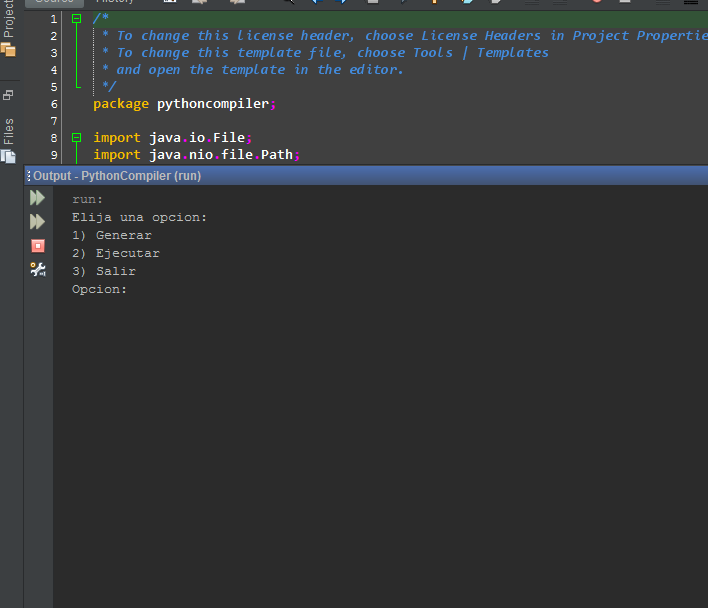 Source History
Project
Files
1 /*
2 * To change this license header, choose License Headers in Project Propertie
3 * To change this template file, choose Tools | Templates
4 * and open the template in the editor.
5 */
6 package pythoncompiler;
7
8 import java.io.File;
9 import java.nio.file.Path;
Output - PythonCompiler (run)
run:
Elija una opcion:
1) Generar
2) Ejecutar
3) Salir
Opcion: